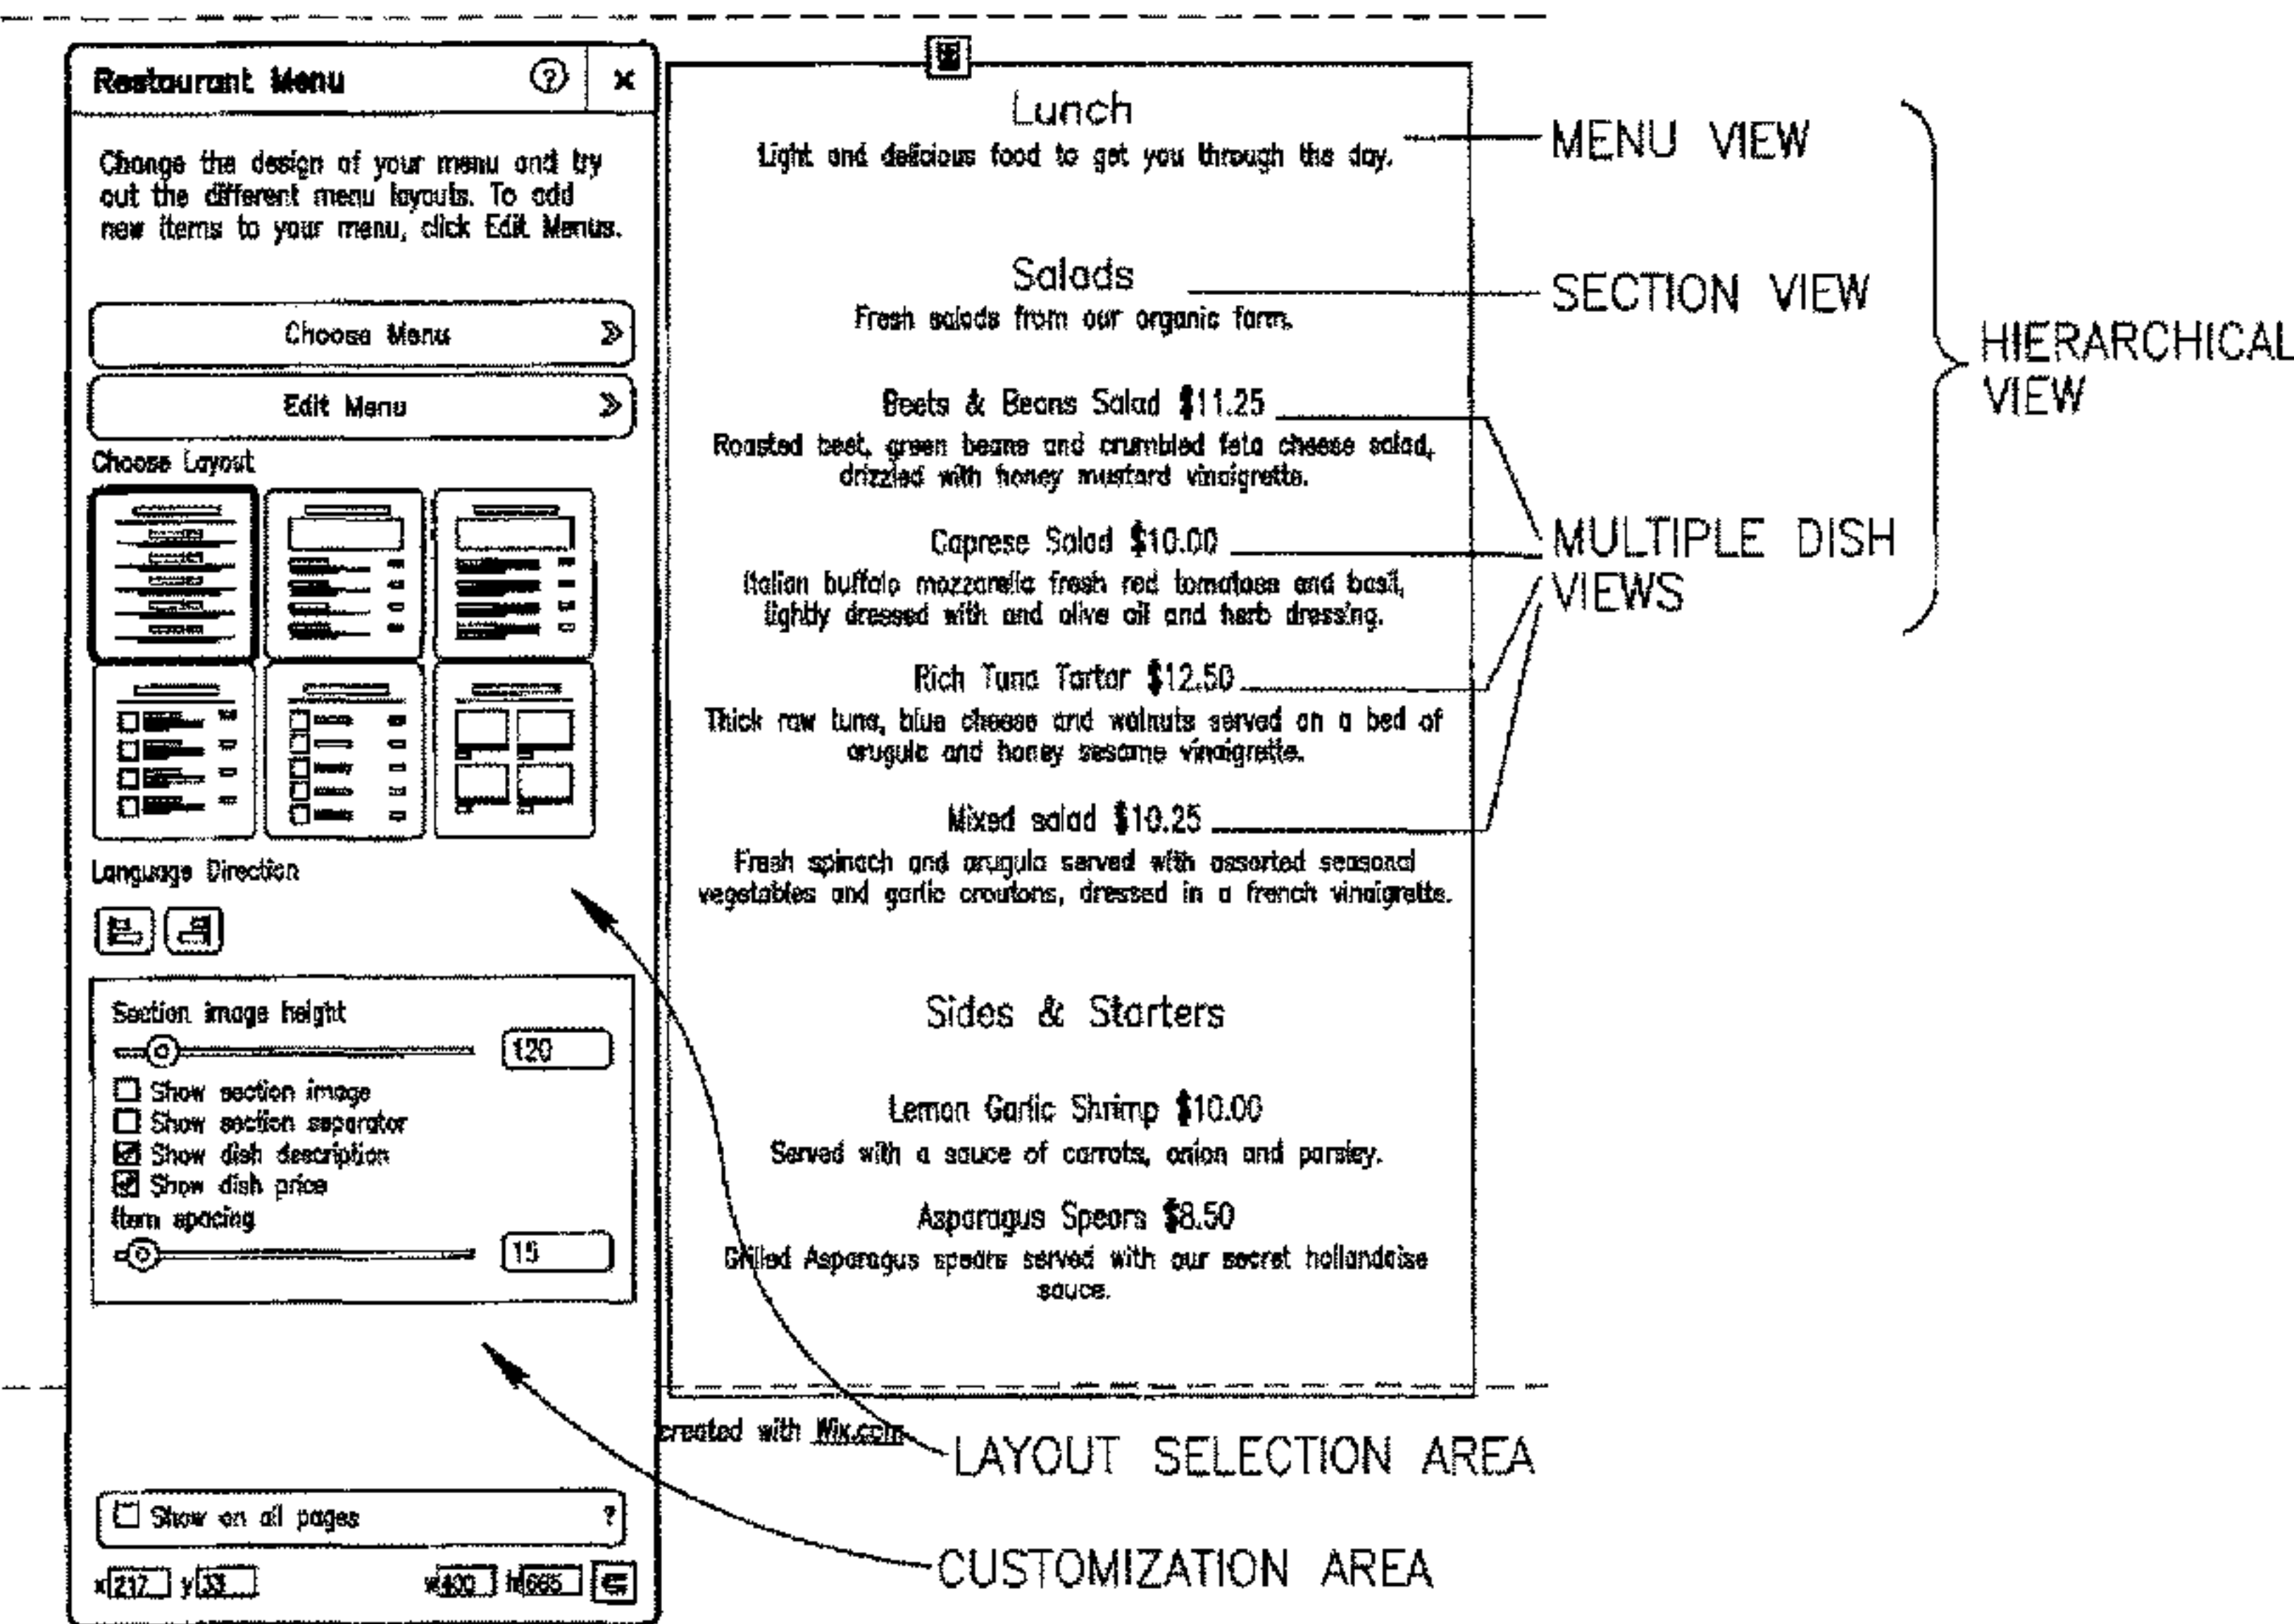 Restaurant Menu ? x
Change the design of your menu and try
out the different menu layouts. To add
new items to your menu, click Edit Menus.
Choose Menu »
Edit Menu »
Choose Layout
Language Direction
Section image height
120
Show section image
Show section separator
Show dish description
Show dish price
Item spacing
15
Show on all pages ?
x 217 y 33 w 400 h 665
Lunch
Light and delicious food to get you through the day.
Salads
Fresh salads from our organic farm.
Beets & Beans Salad $11.25
Roasted beet, green beans and crumbled feta cheese salad,
drizzled with honey mustard vinaigrette.
Caprese Salad $10.00
Italian buffalo mozzarella fresh red tomatoes and basil,
lightly dressed with and olive oil and herb dressing.
Rich Tuna Tartar $12.50
Thick raw tuna, blue cheese and walnuts served on a bed of
arugula and honey sesame vinaigrette.
Mixed salad $10.25
Fresh spinach and arugula served with assorted seasonal
vegetables and garlic croutons, dressed in a french vinaigrette.
Sides & Starters
Lemon Garlic Shrimp $10.00
Served with a sauce of carrots, onion and parsley.
Asparagus Spears $8.50
Grilled Asparagus spears served with our secret hollandaise
sauce.
created with Wix.com
MENU VIEW
SECTION VIEW
MULTIPLE DISH
VIEWS
HIERARCHICAL
VIEW
LAYOUT SELECTION AREA
CUSTOMIZATION AREA